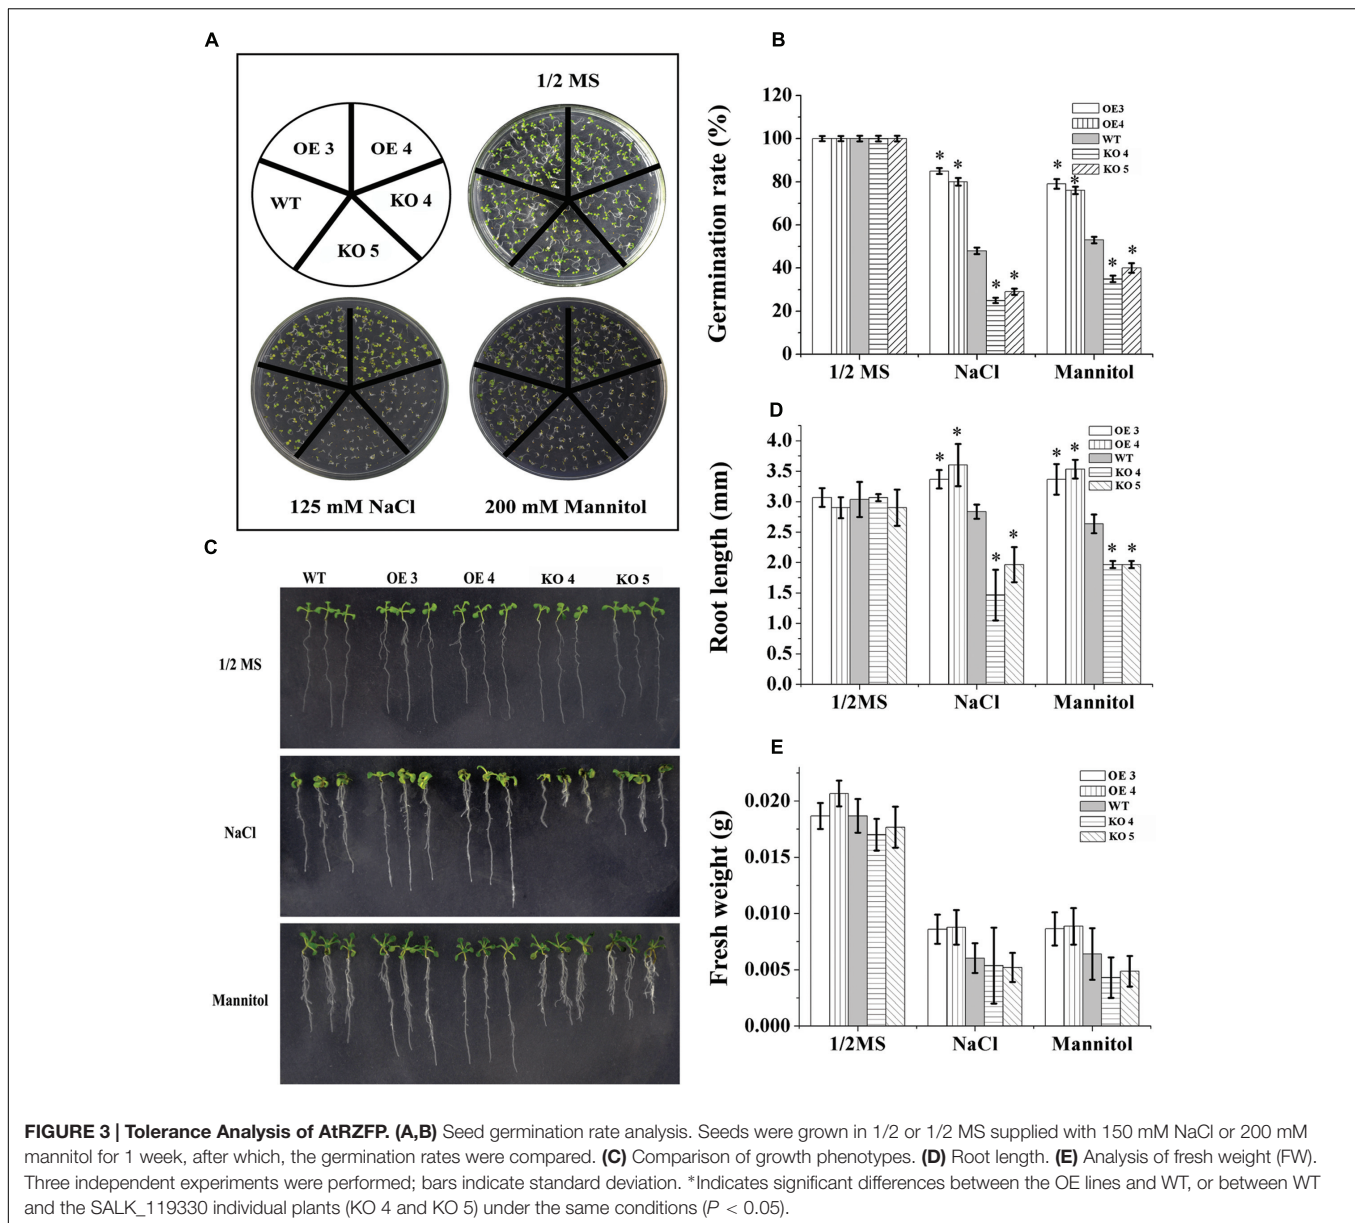 A
1/2 MS
OE 3
OE 4
WT
KO 4
KO 5
125 mM NaCl
200 mM Mannitol
B
Germination rate (%)
120
100
80
60
40
20
0
OE3
OE4
WT
KO 4
KO 5
* *
* *
* *
* *
1/2 MS
NaCl
Mannitol
C
WT
OE 3
OE 4
KO 4
KO 5
1/2 MS
NaCl
Mannitol
D
Root length (mm)
4.0
3.5
3.0
2.5
2.0
1.5
1.0
0.5
0.0
OE 3
OE 4
WT
KO 4
KO 5
* *
* *
* *
* *
1/2MS
NaCl
Mannitol
E
Fresh weight (g)
0.020
0.015
0.010
0.005
0.000
OE 3
OE 4
WT
KO 4
KO 5
1/2MS
NaCl
Mannitol
FIGURE 3 | Tolerance Analysis of AtRZFP. (A,B) Seed germination rate analysis. Seeds were grown in 1/2 or 1/2 MS supplied with 150 mM NaCl or 200 mM
mannitol for 1 week, after which, the germination rates were compared. (C) Comparison of growth phenotypes. (D) Root length. (E) Analysis of fresh weight (FW).
Three independent experiments were performed; bars indicate standard deviation. *Indicates significant differences between the OE lines and WT, or between WT
and the SALK_119330 individual plants (KO 4 and KO 5) under the same conditions (P < 0.05).